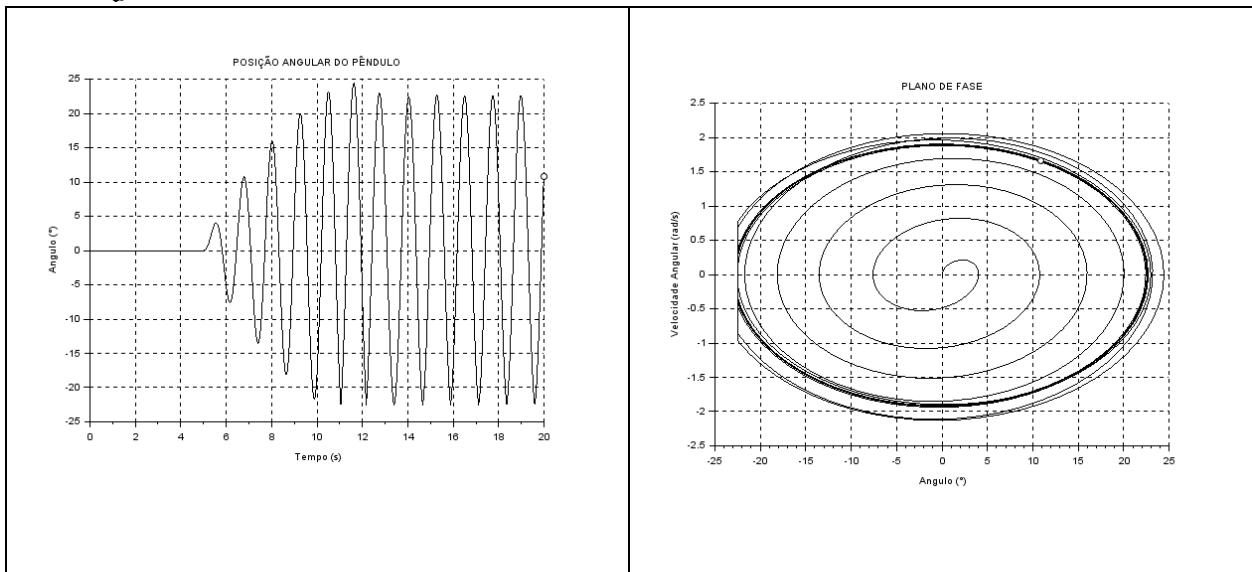 POSIÇÃO ANGULAR DO PÊNDULO
Angulo (°)
25
20
15
10
5
0
-5
-10
-15
-20
-25
0 2 4 6 8 10 12 14 16 18 20
Tempo (s)
PLANO DE FASE
Velocidade Angular (rad/s)
2.5
2
1.5
1
0.5
0
-0.5
-1
-1.5
-2
-2.5
-25 -20 -15 -10 -5 0 5 10 15 20 25
Angulo (°)